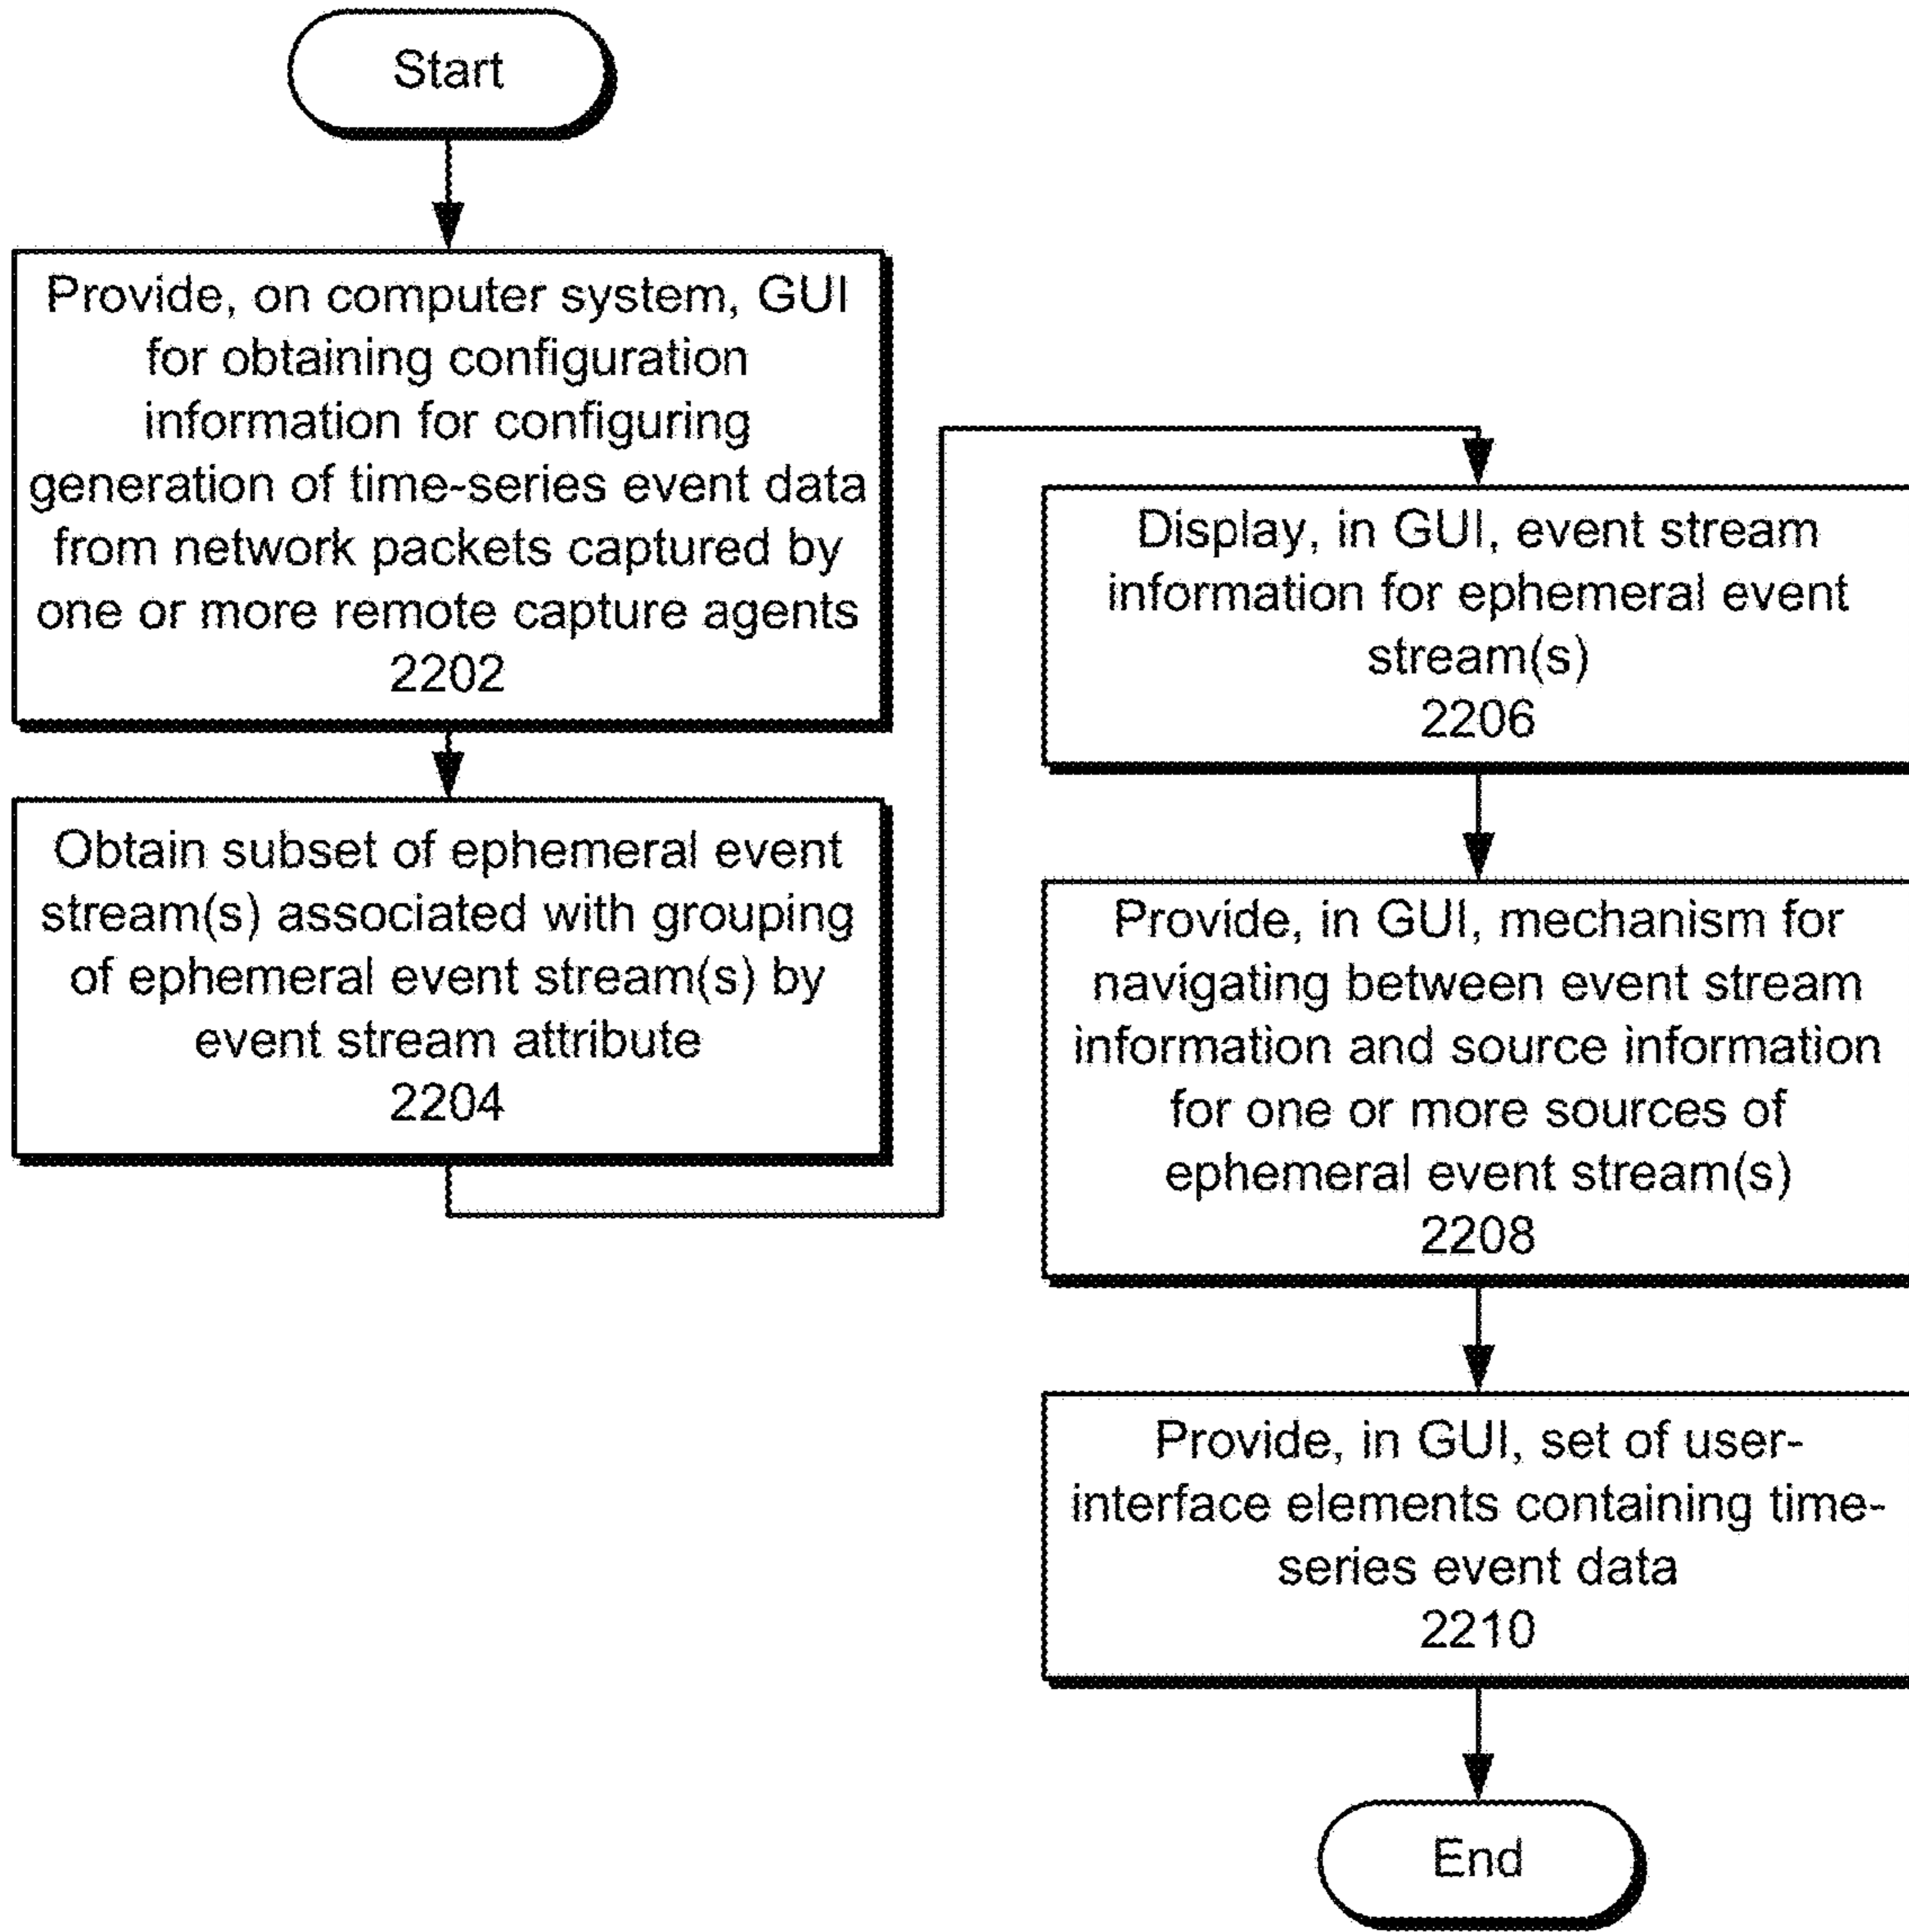 Start
Provide, on computer system, GUI
for obtaining configuration
information for configuring
generation of time-series event data
from network packets captured by
one or more remote capture agents
2202
Obtain subset of ephemeral event
stream(s) associated with grouping
of ephemeral event stream(s) by
event stream attribute
2204
Display, in GUI, event stream
information for ephemeral event
stream(s)
2206
Provide, in GUI, mechanism for
navigating between event stream
information and source information
for one or more sources of
ephemeral event stream(s)
2208
Provide, in GUI, set of user-
interface elements containing time-
series event data
2210
End